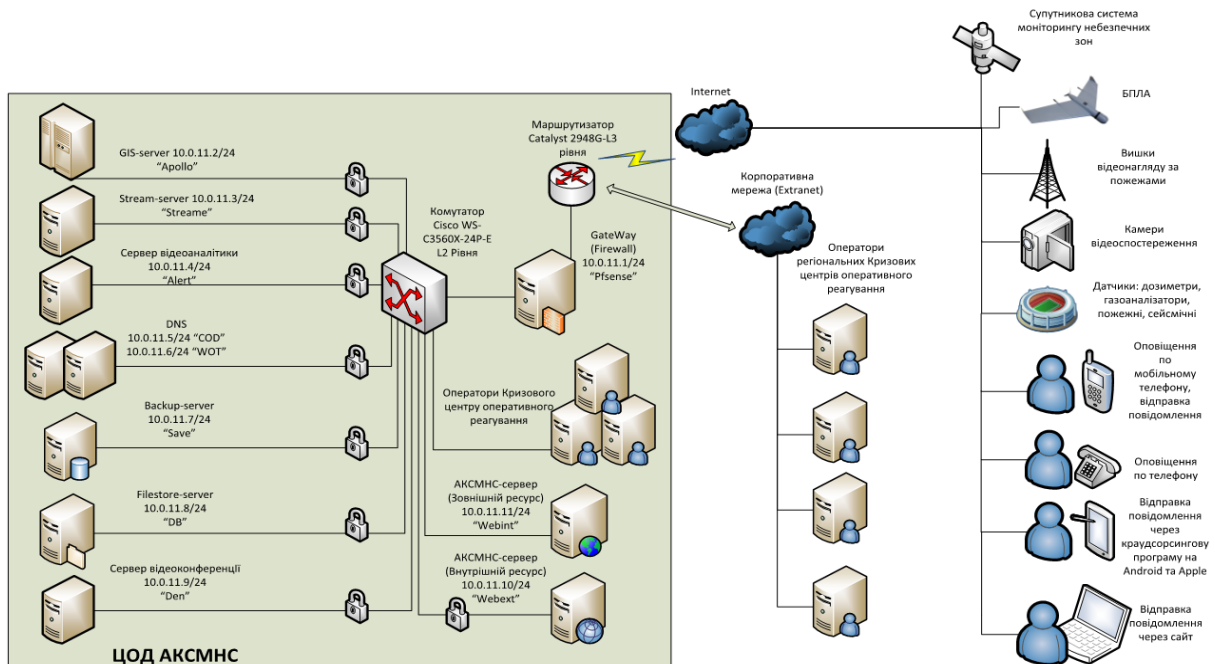 Супутникова система
моніторингу небезпечних
зон
Internet
БПЛА
Маршрутизатор
Catalyst 2948G-L3
рівня
GIS-server 10.0.11.2/24
“Apollo”
Вишки
відеонагляду за
пожежами
Корпоративна
мережа (Extranet)
Stream-server 10.0.11.3/24
“Streame”
Комутатор
Cisco WS-
C3560X-24P-E
L2 Рівня
GateWay
(Firewall)
10.0.11.1/24
“Pfsense”
Камери
відеоспостереження
Оператори
регіональних Кризових
центрів оперативного
реагування
Сервер відеоаналітики
10.0.11.4/24
“Alert”
Датчики: дозиметри,
газоаналізатори,
пожежні, сейсмічні
DNS
10.0.11.5/24 “COD”
10.0.11.6/24 “WOT”
Оповіщення
по
мобільному
телефону,
відправка
повідомлення
Оператори Кризового
центру оперативного
реагування
Backup-server
10.0.11.7/24
“Save”
Оповіщення
по телефону
АКСМНС-сервер
(Зовнішній ресурс)
10.0.11.11/24
“Webint”
Filestore-server
10.0.11.8/24
“DB”
Відправка
повідомлення
через
краудсорсингову
програму на
Android та Apple
Сервер відеоконференції
10.0.11.9/24
“Den”
АКСМНС-сервер
(Внутрішній ресурс)
10.0.11.10/24
“Webext”
Відправка
повідомлення
через сайт
ЦОД АКСМНС